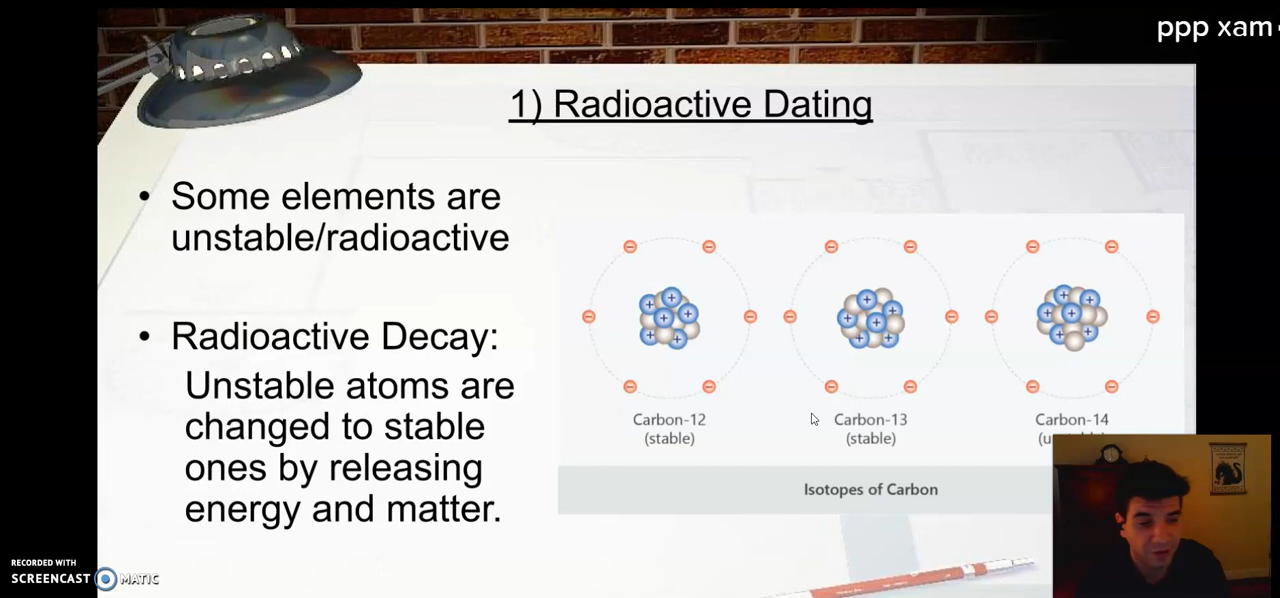 ppp xam
1) Radioactive Dating
• Some elements are
unstable/radioactive
• Radioactive Decay:
Unstable atoms are
changed to stable
ones by releasing
energy and matter.
Carbon-12
(stable)
Carbon-13
(stable)
Carbon-14
Isotopes of Carbon
RECORDED WITH
SCREENCAST MATIC